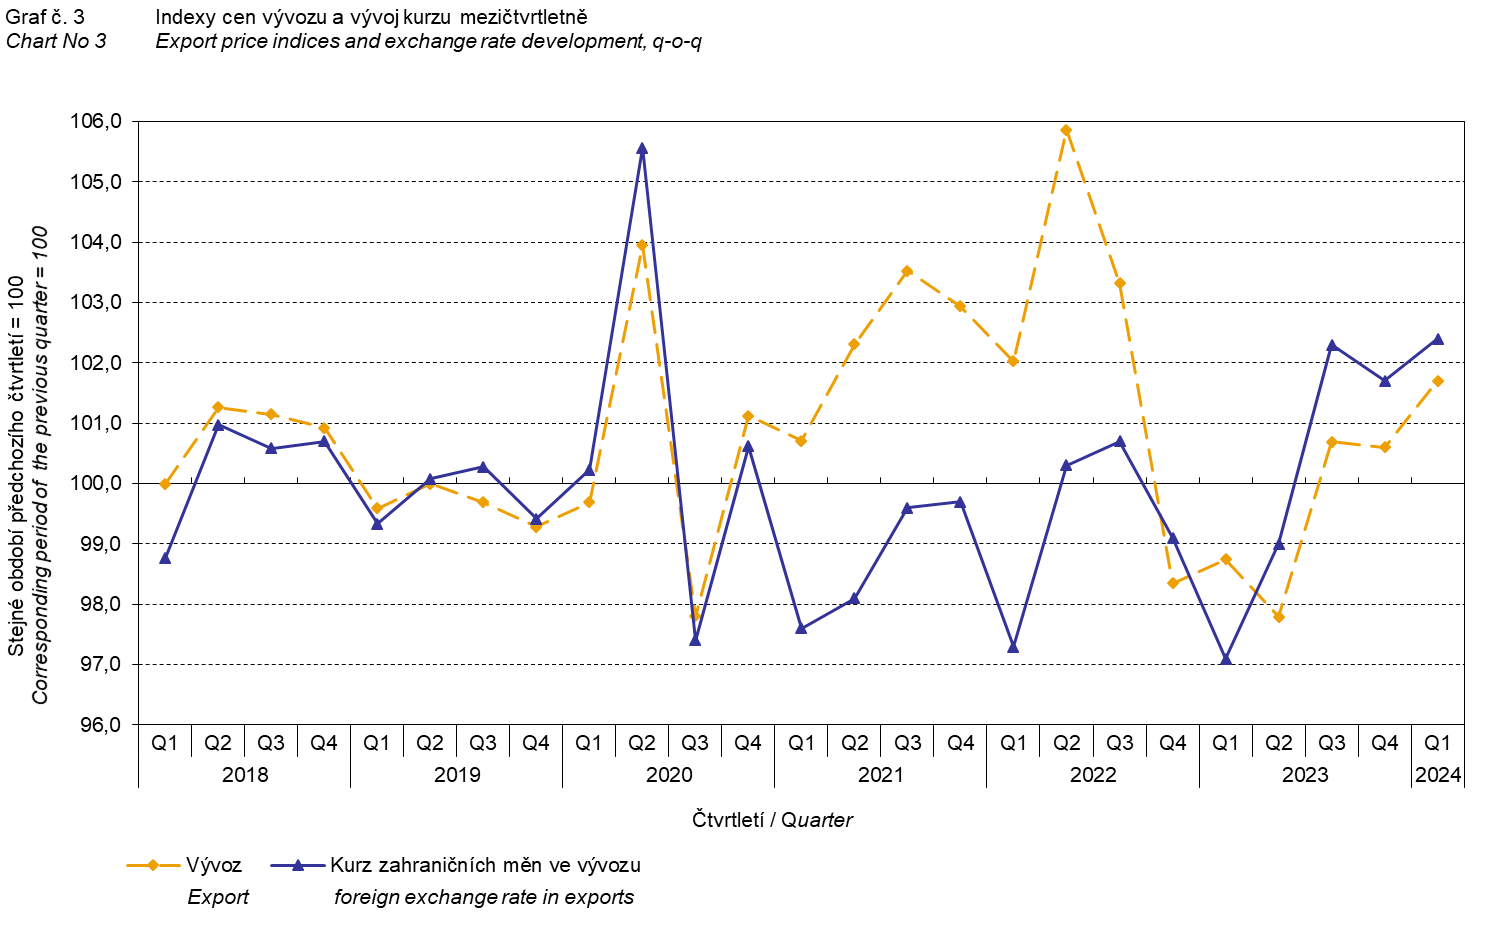 Graf č. 3 Indexy cen vývozu a vývoj kurzu mezičtvrtletně
Chart No 3 Export price indices and exchange rate development, q-o-q
Stejné období předchozího čtvrtletí = 100
Corresponding period of the previous quarter = 100
106,0
105,0
104,0
103,0
102,0
101,0
100,0
99,0
98,0
97,0
96,0
Q1 Q2 Q3 Q4 Q1 Q2 Q3 Q4 Q1 Q2 Q3 Q4 Q1 Q2 Q3 Q4 Q1 Q2 Q3 Q4 Q1 Q2 Q3 Q4 Q1
2018 2019 2020 2021 2022 2023 2024
Čtvrtletí / Quarter
Vývoz Kurz zahraničních měn ve vývozu
Export foreign exchange rate in exports